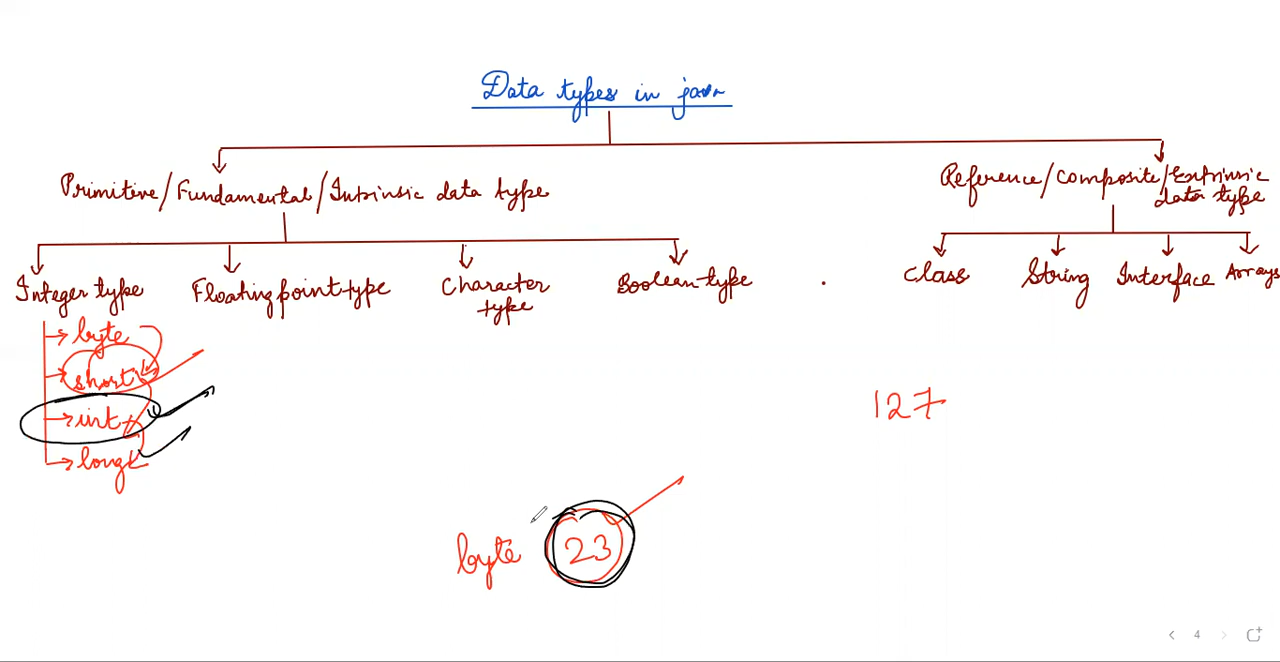 Data types in java
Primitive/Fundamental/Intrinsic data type
Reference/Composite/Extrinsic
data type
Integer type
Floating point type
Character
type
Boolean type
.
Class
String
Interface
Arrays
byte
short
int
long
127
byte 23
< 4 >